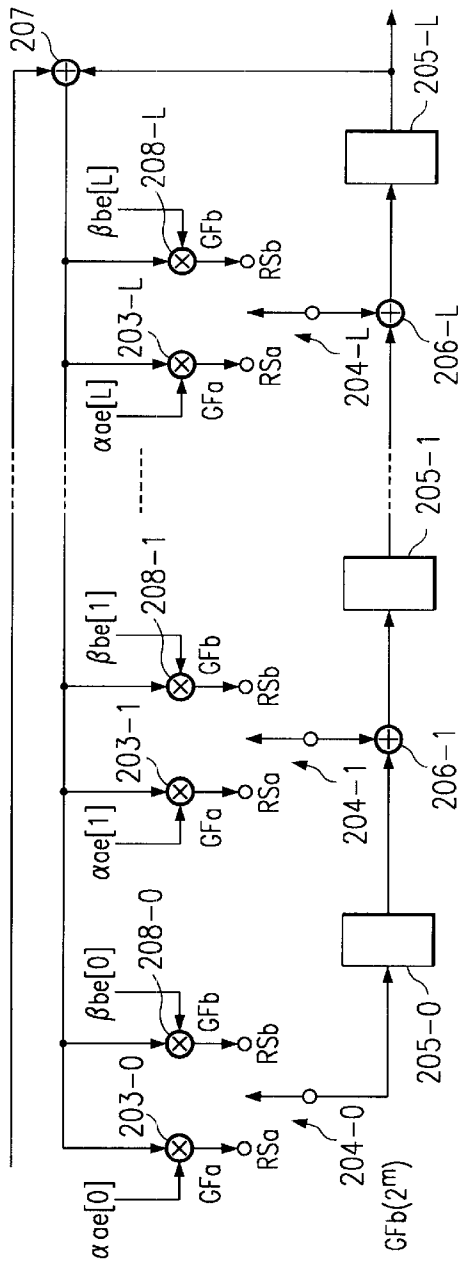 207
βbe[L]
208-L
GFb
RSb
αae[L]
203-L
GFa
RSa
204-L
206-L
205-L
βbe[1]
208-1
GFb
RSb
αae[1]
203-1
GFa
RSa
204-1
206-1
205-1
βbe[0]
208-0
GFb
RSb
αae[0]
203-0
GFa
RSa
204-0
205-0
GFb(2^m)